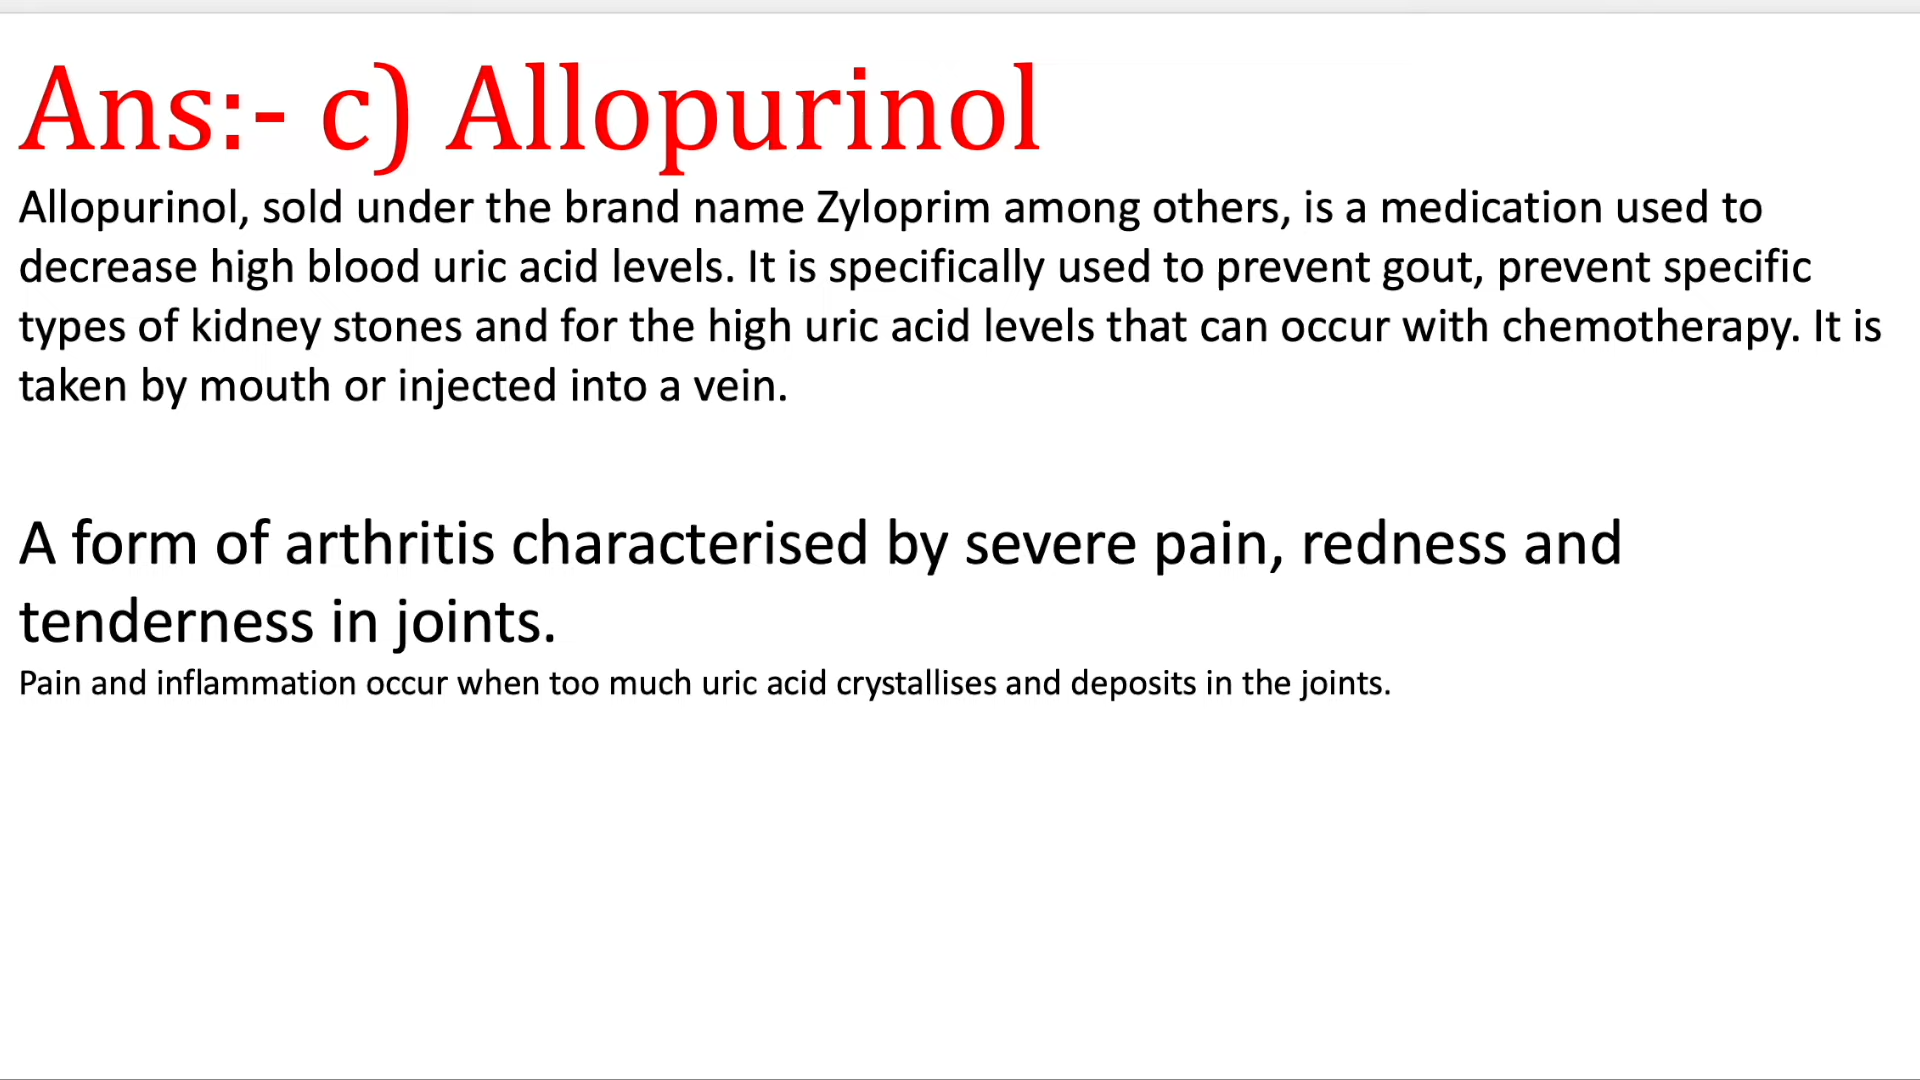 Ans:- c) Allopurinol
Allopurinol, sold under the brand name Zyloprim among others, is a medication used to
decrease high blood uric acid levels. It is specifically used to prevent gout, prevent specific
types of kidney stones and for the high uric acid levels that can occur with chemotherapy. It is
taken by mouth or injected into a vein.
A form of arthritis characterised by severe pain, redness and
tenderness in joints.
Pain and inflammation occur when too much uric acid crystallises and deposits in the joints.